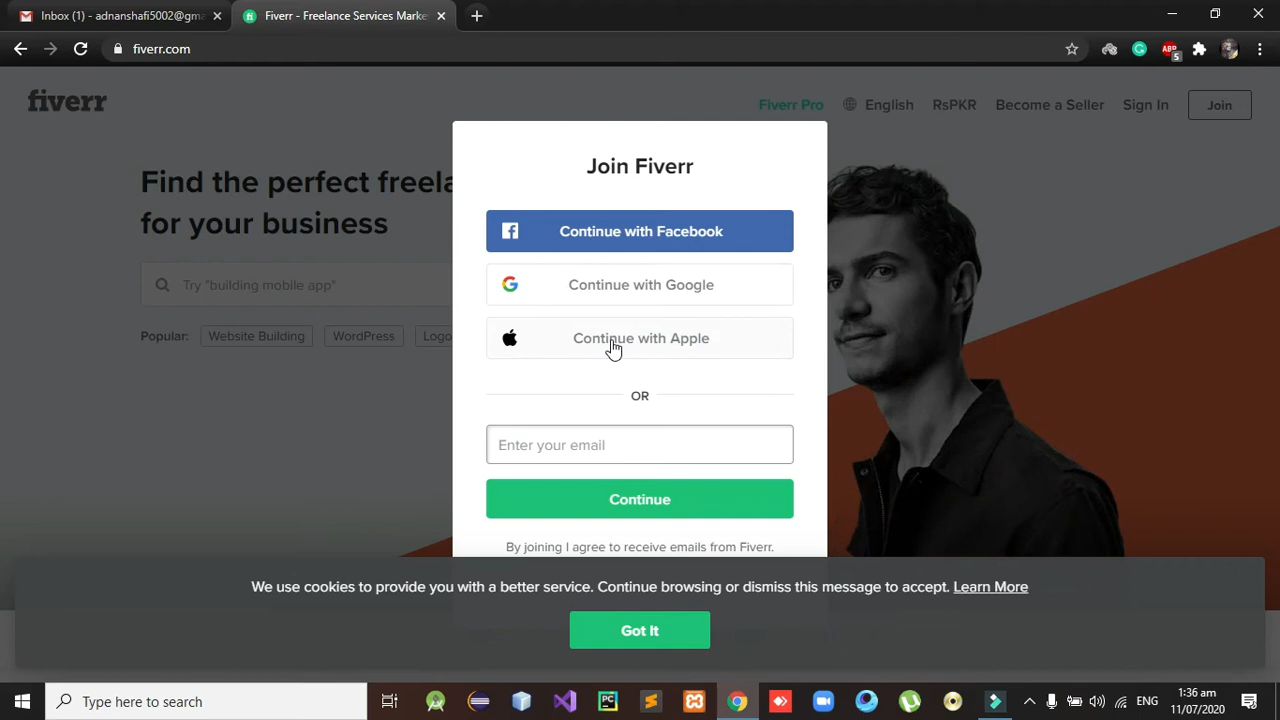 Inbox (1) - adnanshafi5002@gma
Fiverr - Freelance Services Marke
fiverr.com
ABP
5
fiverr
Fiverr Pro
English
RsPKR
Become a Seller
Sign In
Join
Join Fiverr
Find the perfect freela
for your business
Continue with Facebook
Try "building mobile app"
Continue with Google
Popular:
Website Building
WordPress
Logo
Continue with Apple
OR
Enter your email
Continue
By joining I agree to receive emails from Fiverr.
We use cookies to provide you with a better service. Continue browsing or dismiss this message to accept. Learn More
Got It
Type here to search
PC
ENG
1:36 am
11/07/2020